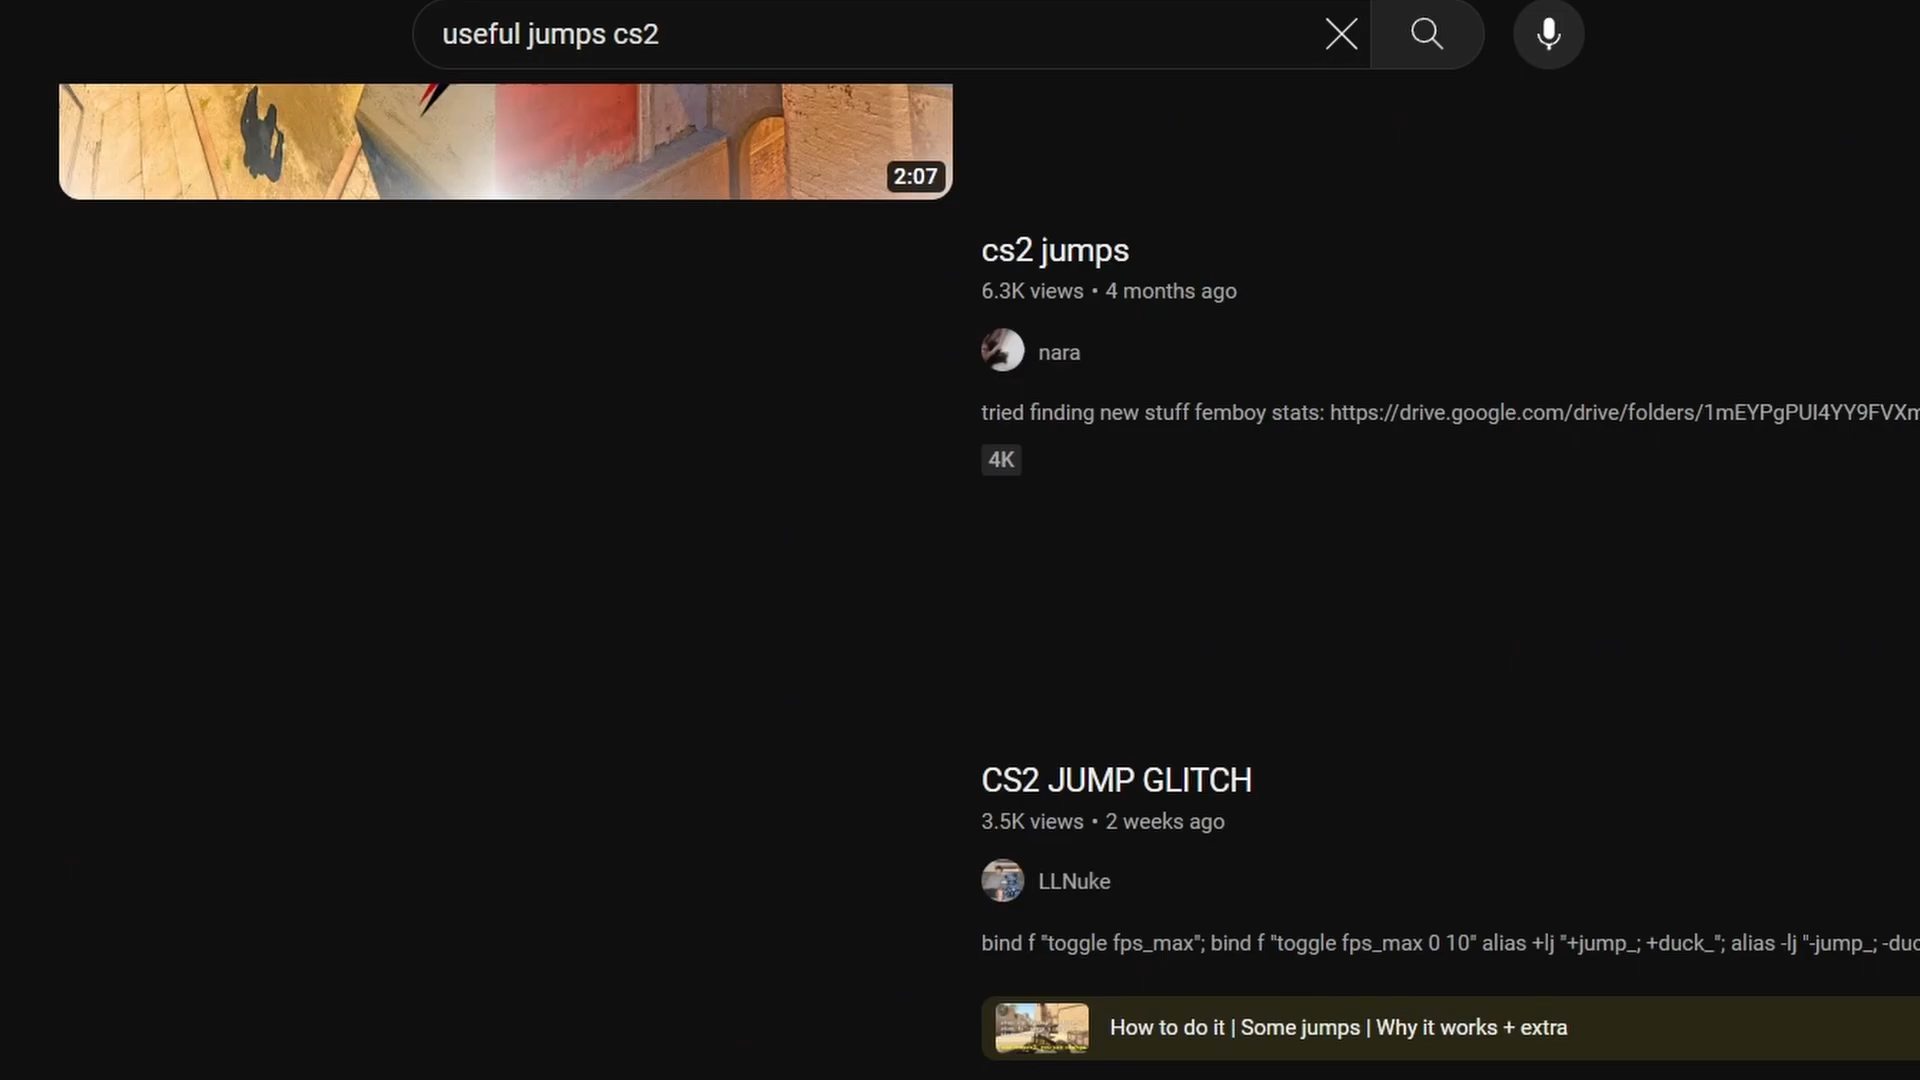 useful jumps cs2
2:07
cs2 jumps
6.3K views • 4 months ago
nara
tried finding new stuff femboy stats: https://drive.google.com/drive/folders/1mEYPgPUI4YY9FVXm
4K
CS2 JUMP GLITCH
3.5K views • 2 weeks ago
LLNuke
bind f "toggle fps_max"; bind f "toggle fps_max 0 10" alias +lj "+jump_; +duck_"; alias -lj "-jump_; -duc
How to do it | Some jumps | Why it works + extra